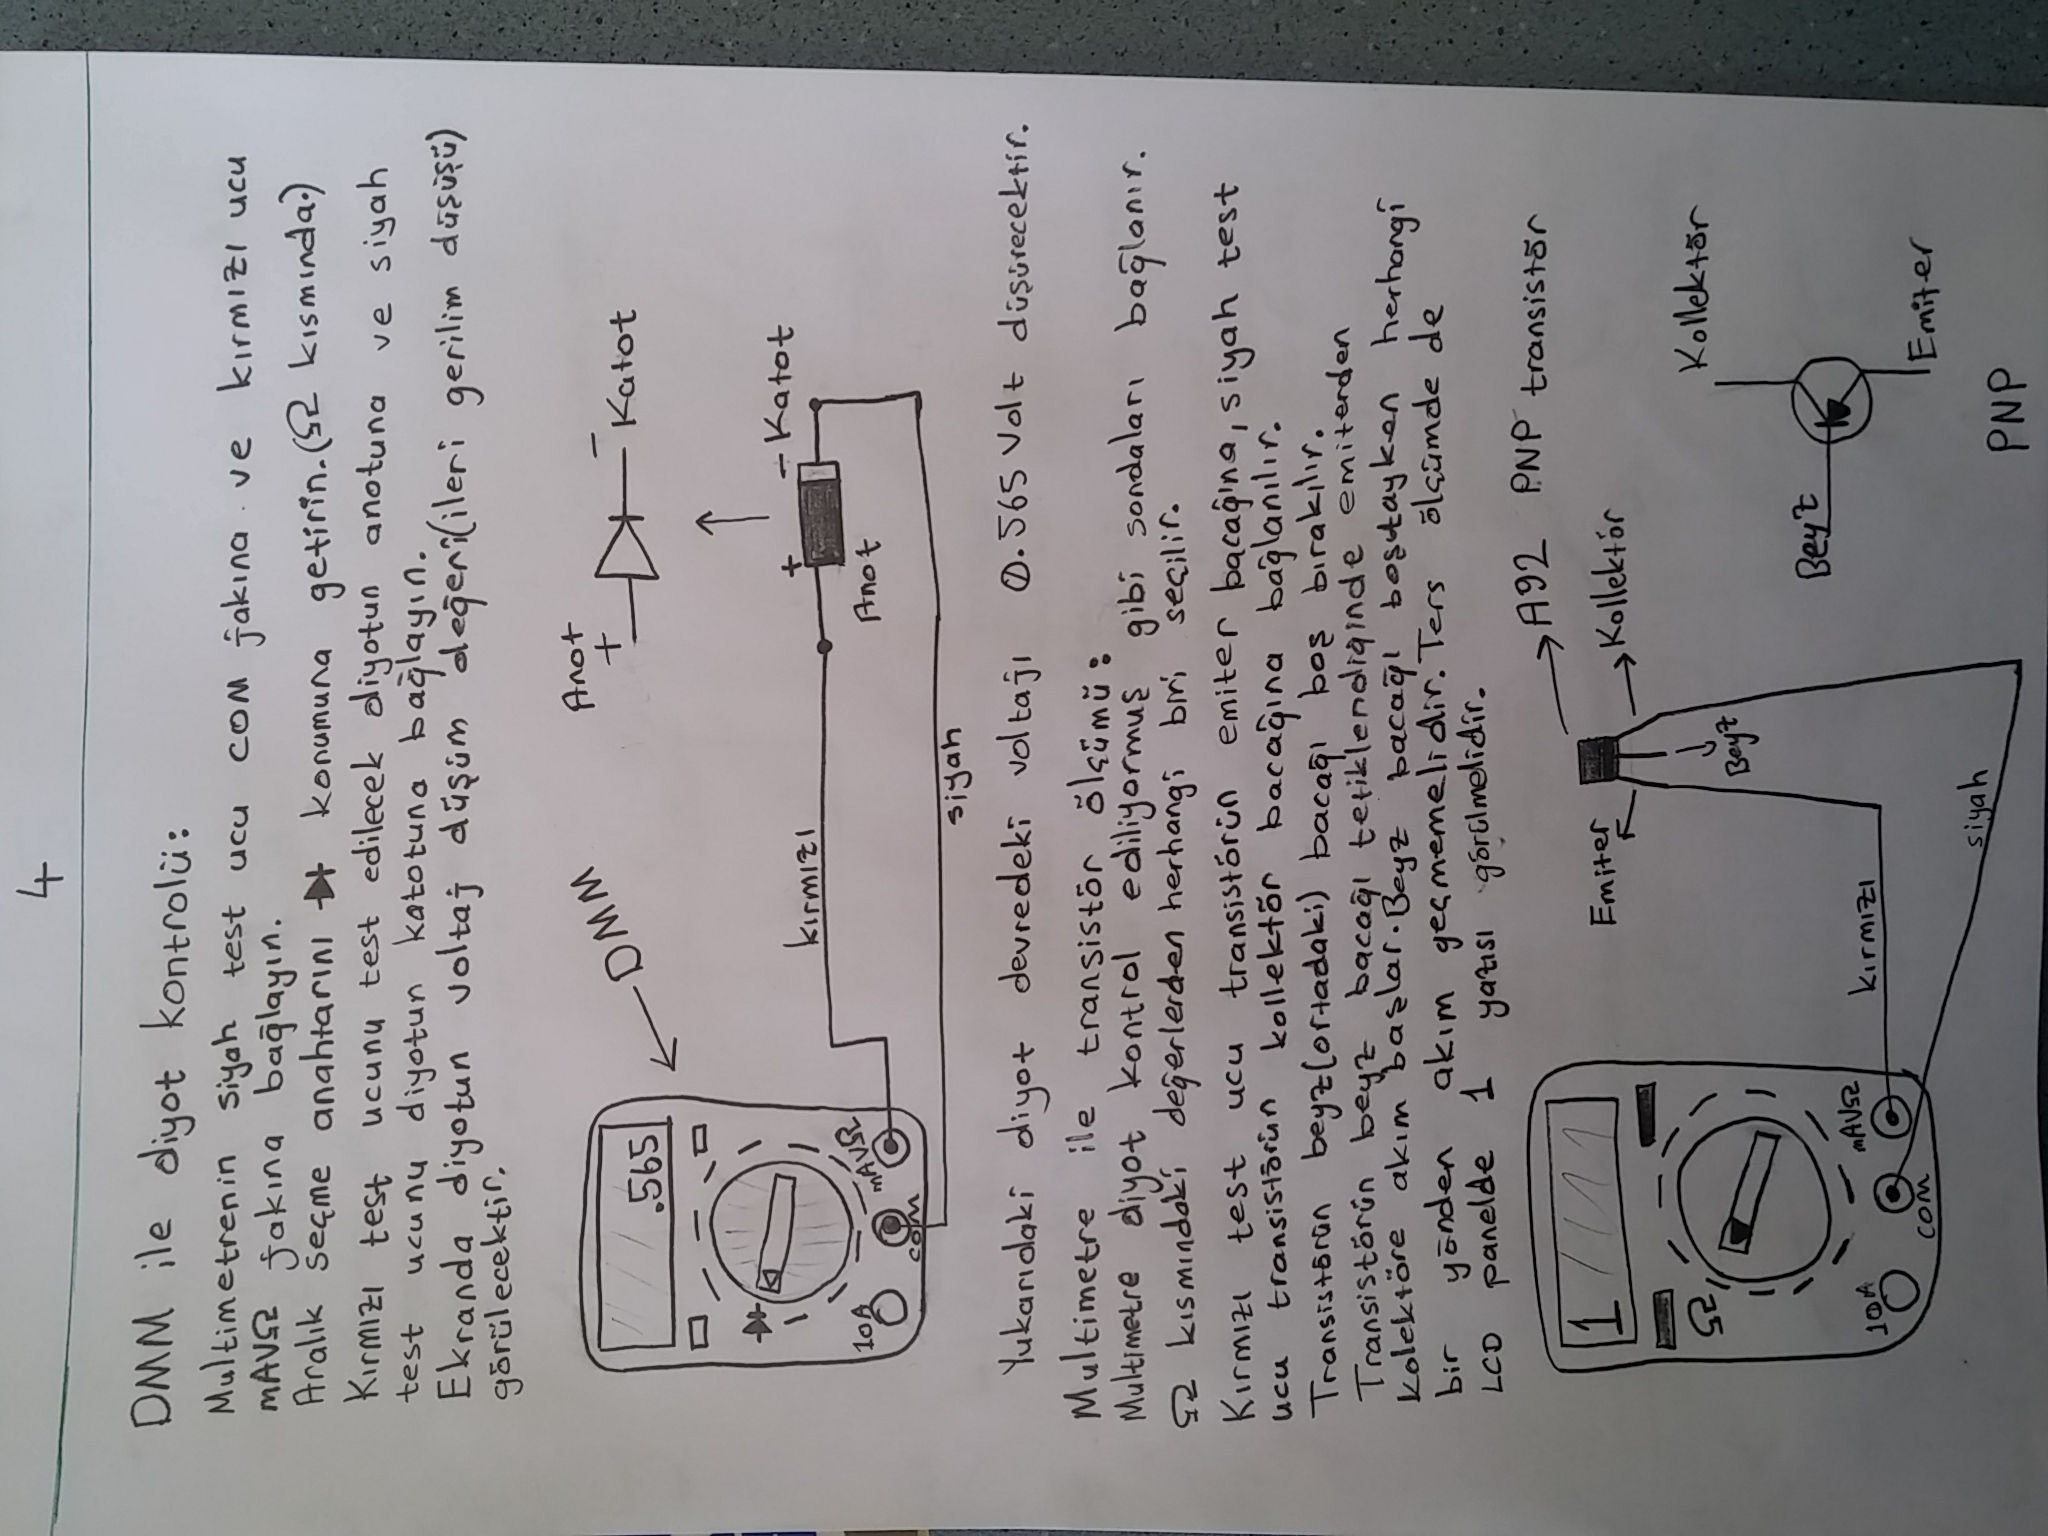 4
DMM ile diyot kontrolü:
Multimetrenin siyah test ucu COM jakına ve kırmızı ucu
mAVΩ jakına bağlayın.
Aralık seçme anahtarını konumuna getirin.(Ω kısmında.)
Kırmızı test ucunu test edilecek diyotun anotuna ve siyah
test ucunu diyotun katotuna bağlayın.
Ekranda diyotun voltaj düşüm değeri(ileri gerilim düşüşü)
görülecektir.
.565
DMM
Anot
+
-
Katot
10A
COM
mAVΩ
kırmızı
+
- Katot
Anot
siyah
Yukarıdaki diyot devredeki voltajı 0.565 Volt düşürecektir.
Multimetre ile transistör ölçümü:
Multimetre diyot kontrol ediliyormuş gibi sondaları bağlanır.
Ω kısmındaki değerlerden herhangi biri seçilir.
Kırmızı test ucu transistörün emiter bacağına, siyah test
ucu transistörün kollektör bacağına bağlanılır.
Transistörün beyz(ortadaki) bacağı boş bırakılır.
Transistörün beyz bacağı tetiklendiğinde emiterden
kolektöre akım başlar. Beyz bacağı boştayken herhangi
bir yönden akım geçmemelidir. Ters ölçümde de
LCD panelde 1 yazısı görülmelidir.
1
Ω
10A
COM
mAVΩ
kırmızı
siyah
A92 PNP transistör
Emiter
Kollektör
Beyz
Kollektör
Beyz
Emiter
PNP